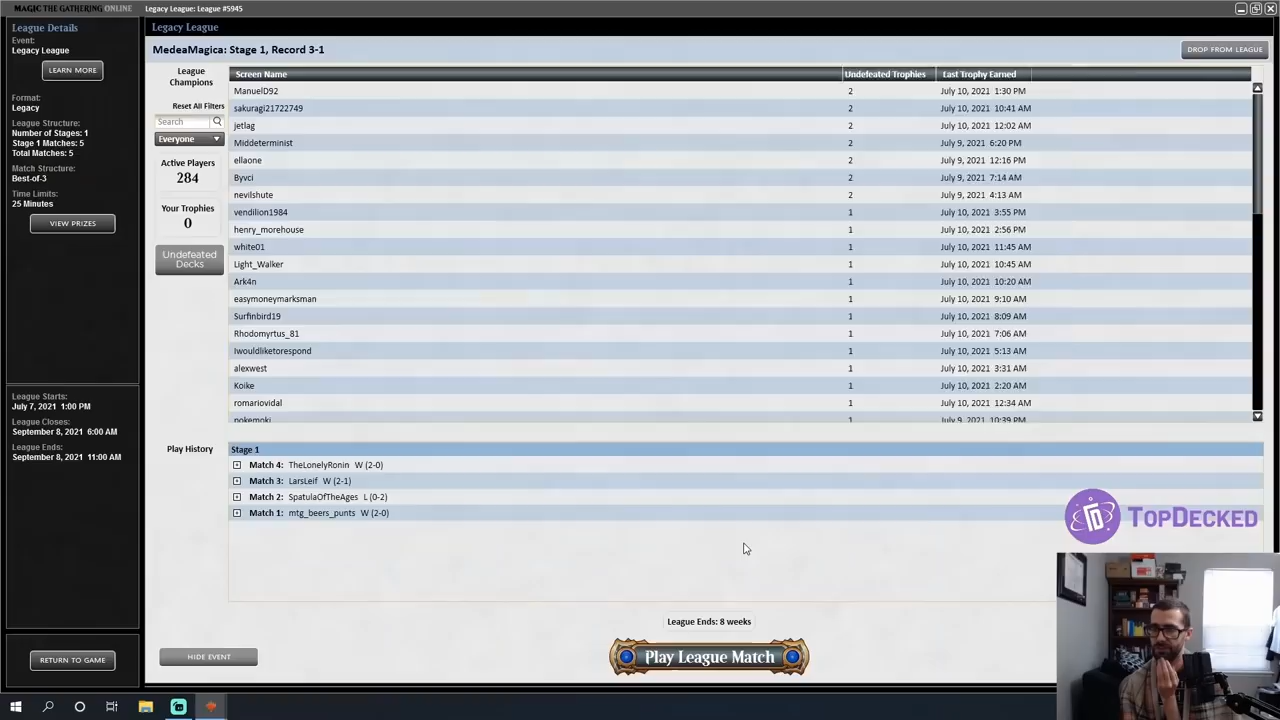 MAGIC THE GATHERING ONLINE
Legacy League: League #5945
League Details
Event:
Legacy League
LEARN MORE
Format:
Legacy
League Structure:
Number of Stages: 1
Stage 1 Matches: 5
Total Matches: 5
Match Structure:
Best-of-3
Time Limits:
25 Minutes
VIEW PRIZES
League Starts:
July 7, 2021 1:00 PM
League Closes:
September 8, 2021 6:00 AM
League Ends:
September 8, 2021 11:00 AM
RETURN TO GAME
Legacy League
MedeaMagica: Stage 1, Record 3-1
DROP FROM LEAGUE
League Champions
Reset All Filters
Search
Everyone
Active Players
284
Your Trophies
0
Undefeated Decks
Screen Name Undefeated Trophies Last Trophy Earned
ManuelD92 2 July 10, 2021 1:30 PM
sakuragi21722749 2 July 10, 2021 10:41 AM
jetlag 2 July 10, 2021 12:02 AM
Middeterminist 2 July 9, 2021 6:20 PM
ellaone 2 July 9, 2021 12:16 PM
Byvci 2 July 9, 2021 7:14 AM
nevilshute 2 July 9, 2021 4:13 AM
vendilion1984 1 July 10, 2021 3:55 PM
henry_morehouse 1 July 10, 2021 2:56 PM
white01 1 July 10, 2021 11:45 AM
Light_Walker 1 July 10, 2021 10:45 AM
Ark4n 1 July 10, 2021 10:20 AM
easymoneymarksman 1 July 10, 2021 9:10 AM
Surfinbird19 1 July 10, 2021 8:09 AM
Rhodomyrtus_81 1 July 10, 2021 7:06 AM
Iwouldliketorespond 1 July 10, 2021 5:13 AM
alexwest 1 July 10, 2021 3:31 AM
Koike 1 July 10, 2021 2:20 AM
romariovidal 1 July 10, 2021 12:34 AM
pokemoki 1 July 9, 2021 10:39 PM
Play History
Stage 1
Match 4: TheLonelyRonin W (2-0)
Match 3: LarsLeif W (2-1)
Match 2: SpatulaOfTheAges L (0-2)
Match 1: mtg_beers_punts W (2-0)
TOPDECKED
League Ends: 8 weeks
HIDE EVENT
Play League Match